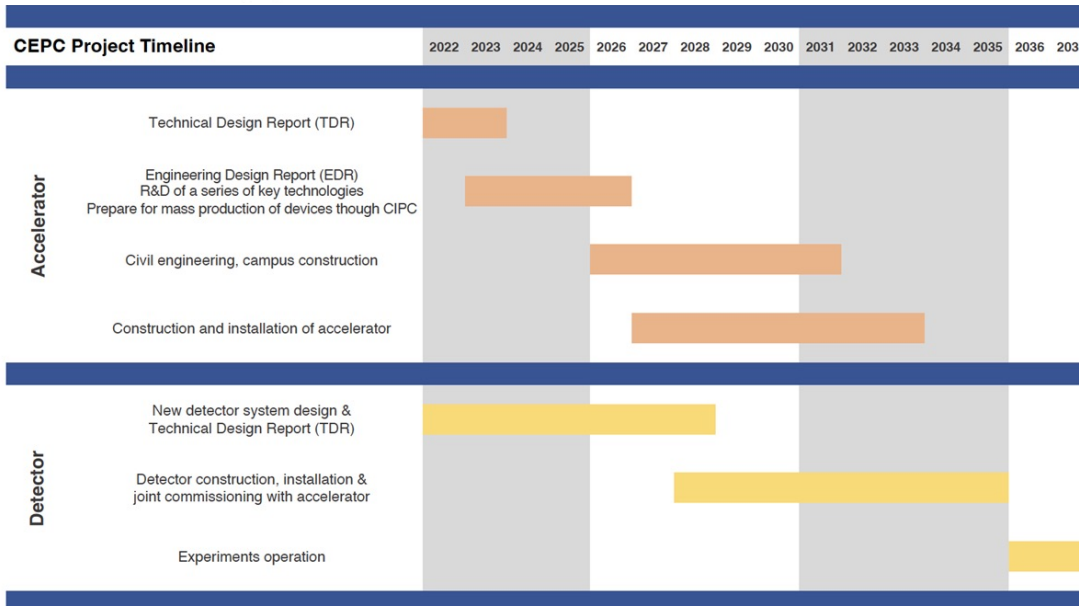 CEPC Project Timeline 2022 2023 2024 2025 2026 2027 2028 2029 2030 2031 2032 2033 2034 2035 2036
Accelerator
Technical Design Report (TDR)
Engineering Design Report (EDR)
R&D of a series of key technologies
Prepare for mass production of devices though CIPC
Civil engineering, campus construction
Construction and installation of accelerator
Detector
New detector system design &
Technical Design Report (TDR)
Detector construction, installation &
joint commissioning with accelerator
Experiments operation